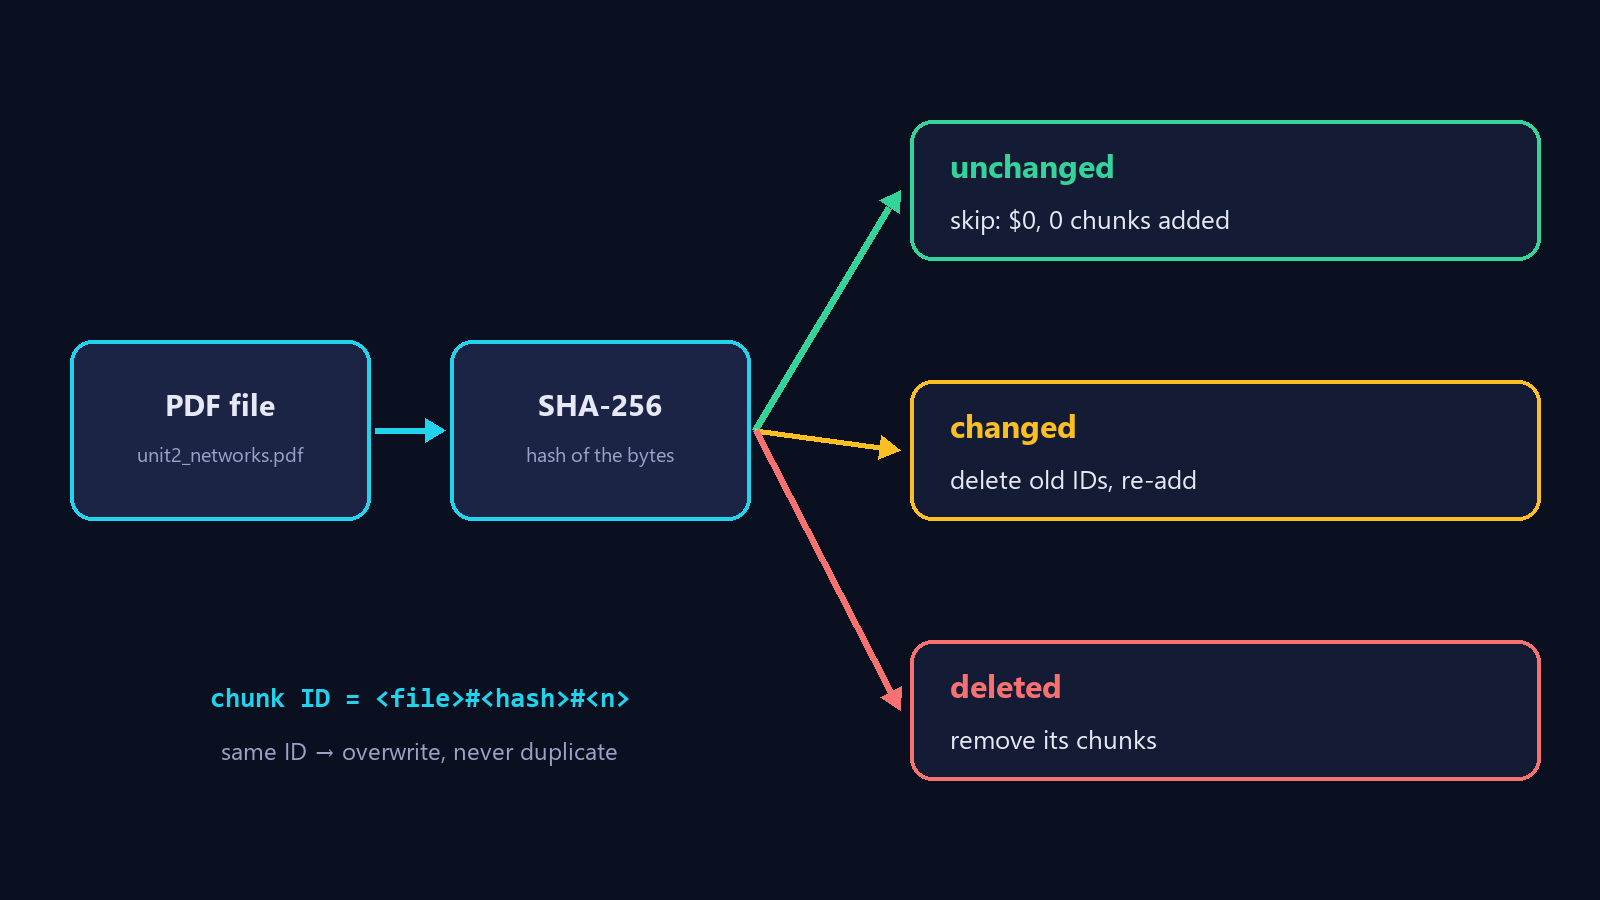 PDF file
unit2_networks.pdf
SHA-256
hash of the bytes
unchanged
skip: $0, 0 chunks added
changed
delete old IDs, re-add
deleted
remove its chunks
chunk ID = <file>#<hash>#<n>
same ID → overwrite, never duplicate